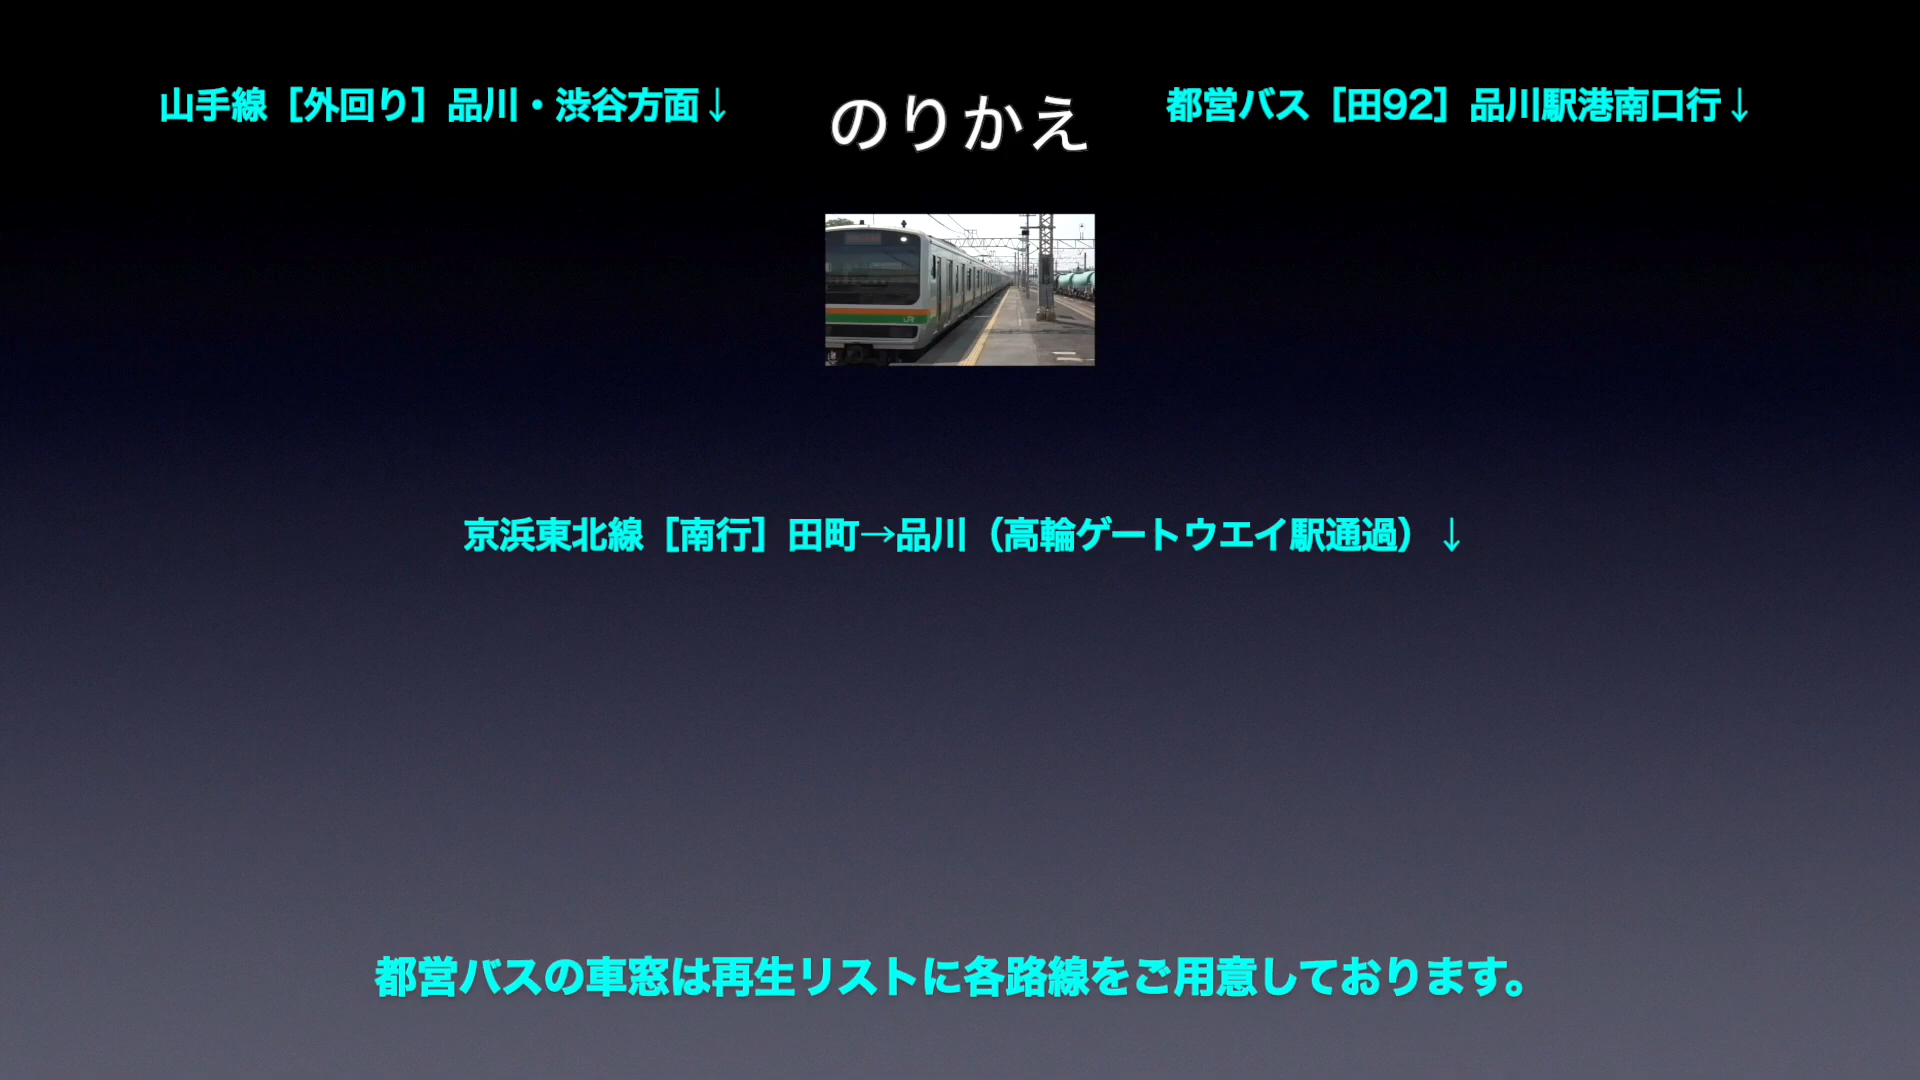 山手線［外回り］品川・渋谷方面↓
のりかえ
都営バス［田92］品川駅港南口行↓
JR
京浜東北線［南行］田町→品川（高輪ゲートウエイ駅通過）↓
都営バスの車窓は再生リストに各路線をご用意しております。